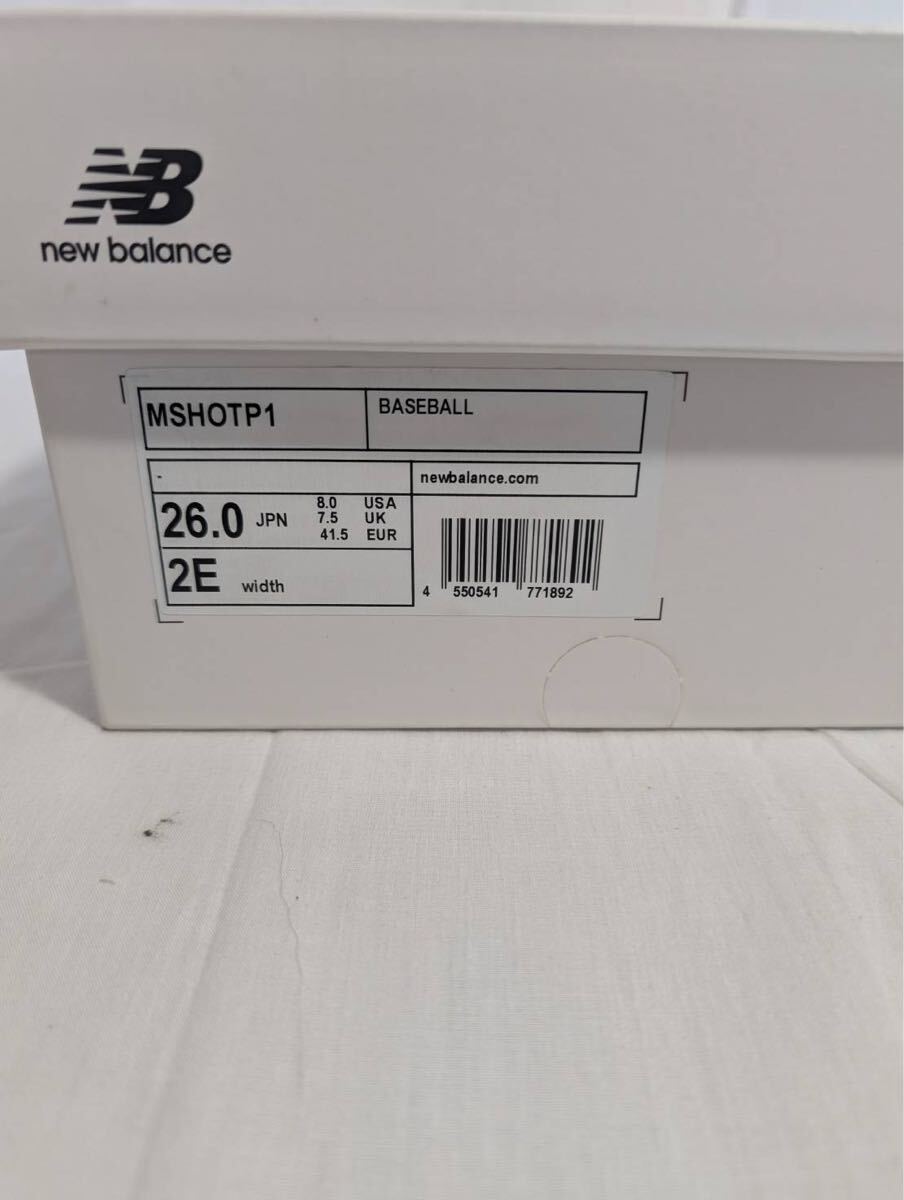 NB
new balance
MSHOTP1
BASEBALL
-
newbalance.com
26.0 JPN
8.0 USA
7.5 UK
41.5 EUR
2E width
4 550541 771892